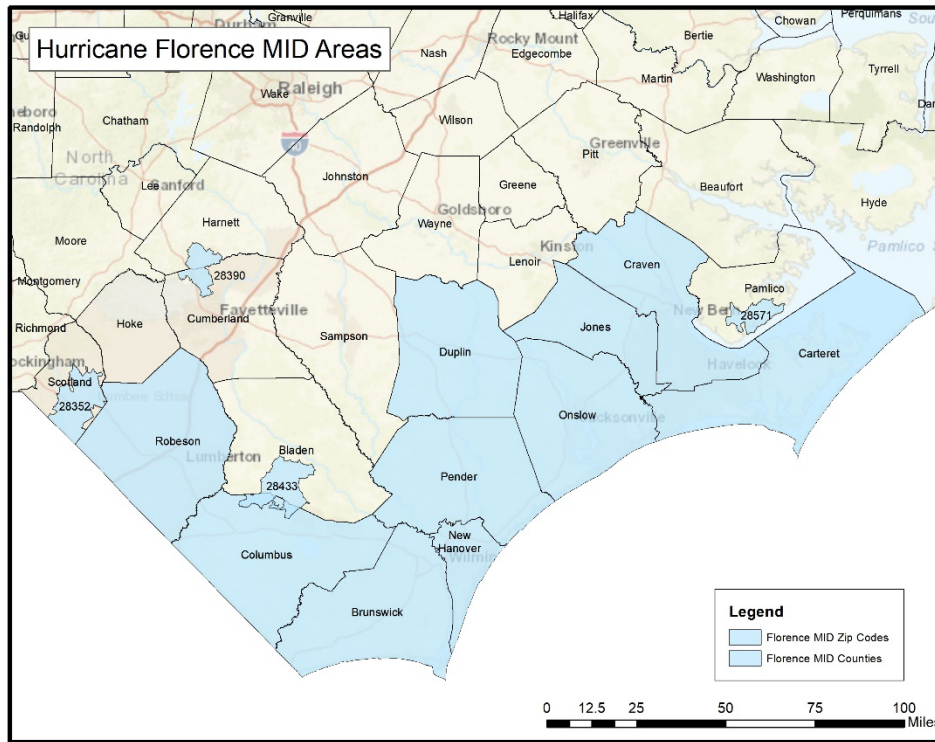 Hurricane Florence MID Areas
Granville
Durham
Halifax
Perquimans
Chowan
Bertie
Nash
Rocky Mount
Edgecombe
Martin
Washington
Tyrrell
Wake
Raleigh
40
Wilson
Chatham
Randolph
North
Carolina
Lee
Sanford
Johnston
Greene
Pitt
Greenville
Beaufort
Hyde
Harnett
Wayne
Goldsboro
Moore
Kinston
Lenoir
Craven
Pamlico
Montgomery
28390
Pamlico
28571
Richmond
Hoke
Cumberland
Fayetteville
Sampson
Jones
Duplin
Carteret
Havelock
Scotland
28352
Onslow
Jacksonville
Robeson
Lumberton
Bladen
28433
Pender
Columbus
New
Hanover
Brunswick
Legend
Florence MID Zip Codes
Florence MID Counties
0 12.5 25 50 75 100
Miles